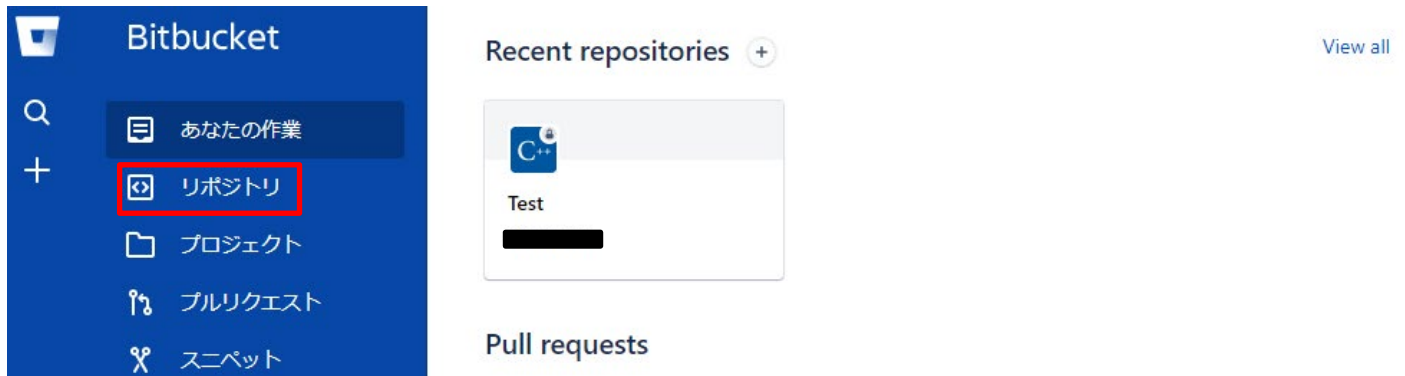 Bitbucket
あなたの作業
リポジトリ
プロジェクト
プルリクエスト
スニペット
Recent repositories
View all
C++
Test
Pull requests